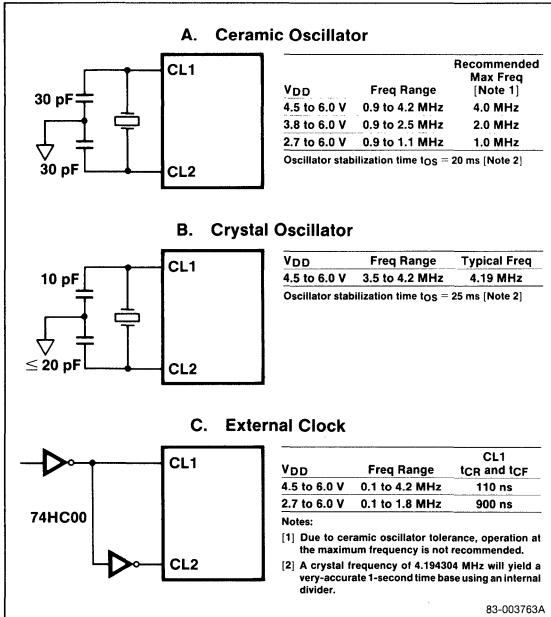 A. Ceramic Oscillator
CL1
30 pF
30 pF
CL2
VDD Freq Range Recommended Max Freq [Note 1]
4.5 to 6.0 V 0.9 to 4.2 MHz 4.0 MHz
3.8 to 6.0 V 0.9 to 2.5 MHz 2.0 MHz
2.7 to 6.0 V 0.9 to 1.1 MHz 1.0 MHz
Oscillator stabilization time tOS = 20 ms [Note 2]
B. Crystal Oscillator
CL1
10 pF
≤ 20 pF
CL2
VDD Freq Range Typical Freq
4.5 to 6.0 V 3.5 to 4.2 MHz 4.19 MHz
Oscillator stabilization time tOS = 25 ms [Note 2]
C. External Clock
CL1
74HC00
CL2
VDD Freq Range CL1 tCR and tCF
4.5 to 6.0 V 0.1 to 4.2 MHz 110 ns
2.7 to 6.0 V 0.1 to 1.8 MHz 900 ns
Notes:
[1] Due to ceramic oscillator tolerance, operation at
the maximum frequency is not recommended.
[2] A crystal frequency of 4.194304 MHz will yield a
very-accurate 1-second time base using an internal
divider.
83-003763A